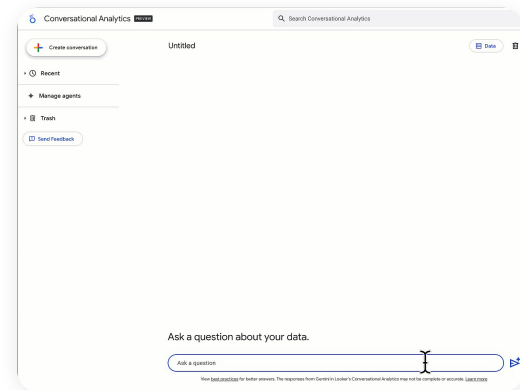 Conversational Analytics PREVIEW
Search Conversational Analytics
Create conversation
Untitled
Data
Recent
Manage agents
Trash
Send Feedback
Ask a question about your data.
Ask a question
View best practices for better answers. The responses from Gemini in Looker's Conversational Analytics may not be complete or accurate. Learn more